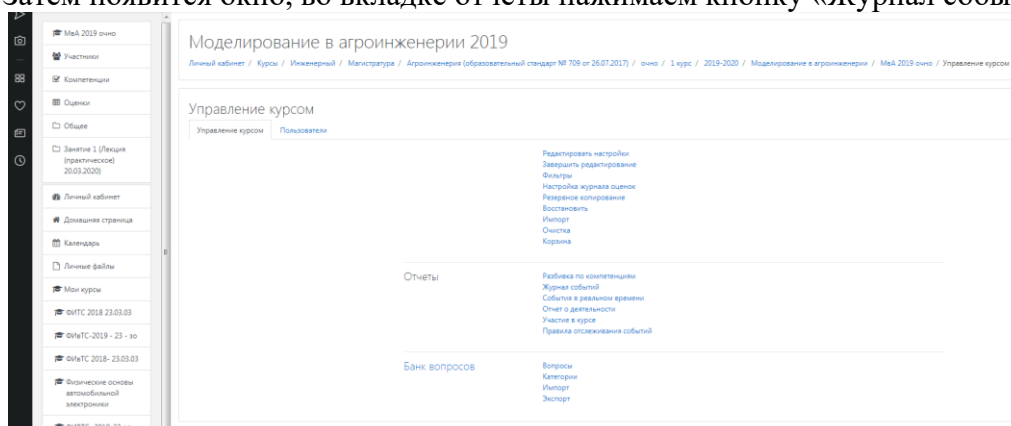 Затем появится окно, во вкладке отчеты нажимаем кнопку «Журнал собы
МвА 2019 очно
Участники
Компетенции
Оценки
Общее
Занятие 1 (Лекция
(практическое)
20.03.2020)
Личный кабинет
Домашняя страница
Календарь
Личные файлы
Мои курсы
ФИТС 2018 23.03.03
ФИвТС-2019 - 23 - зо
ФИвТС 2018- 23.03.03
Физические основы
автомобильной
электроники
Моделирование в агроинженерии 2019
Личный кабинет / Курсы / Инженерный / Магистратура / Агроинженерия (образовательный стандарт № 709 от 26.07.2017) / очно / 1 курс / 2019-2020 / Моделирование в агроинженерии / МвА 2019 очно / Управление курсом
Управление курсом
Управление курсом Пользователи
Редактировать настройки
Завершить редактирование
Фильтры
Настройка журнала оценок
Резервное копирование
Восстановить
Импорт
Очистка
Корзина
Отчеты
Разбивка по компетенциям
Журнал событий
События в реальном времени
Отчет о деятельности
Участие в курсе
Правила отслеживания событий
Банк вопросов
Вопросы
Категории
Импорт
Экспорт